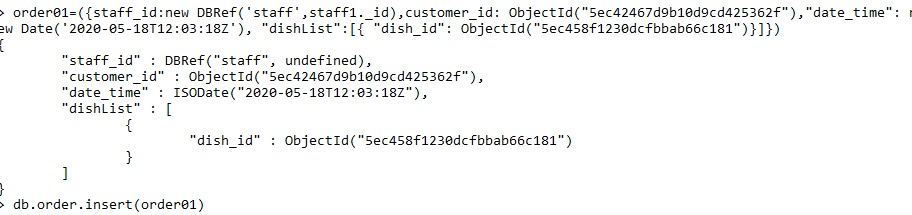 > order01=({staff_id:new DBRef('staff',staff1._id),customer_id: ObjectId("5ec42467d9b10d9cd425362f"),"date_time": n
ew Date('2020-05-18T12:03:18Z'), "dishList":[{ "dish_id": ObjectId("5ec458f1230dcfbbab66c181")}]})
{
"staff_id" : DBRef("staff", undefined),
"customer_id" : ObjectId("5ec42467d9b10d9cd425362f"),
"date_time" : ISODate("2020-05-18T12:03:18Z"),
"dishList" : [
{
"dish_id" : ObjectId("5ec458f1230dcfbbab66c181")
}
]
}
> db.order.insert(order01)